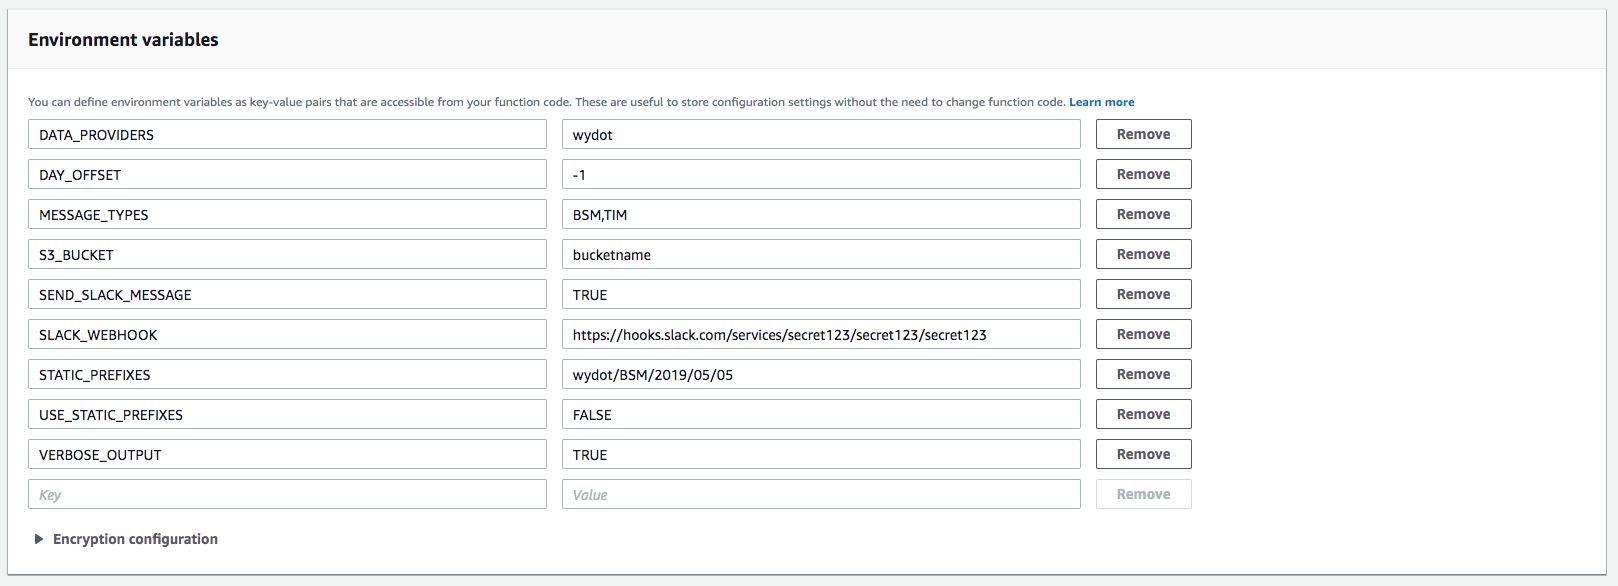 Environment variables
You can define environment variables as key-value pairs that are accessible from your function code. These are useful to store configuration settings without the need to change function code. Learn more
DATA_PROVIDERS wydot Remove
DAY_OFFSET -1 Remove
MESSAGE_TYPES BSM,TIM Remove
S3_BUCKET bucketname Remove
SEND_SLACK_MESSAGE TRUE Remove
SLACK_WEBHOOK https://hooks.slack.com/services/secret123/secret123/secret123 Remove
STATIC_PREFIXES wydot/BSM/2019/05/05 Remove
USE_STATIC_PREFIXES FALSE Remove
VERBOSE_OUTPUT TRUE Remove
Key Value Remove
Encryption configuration